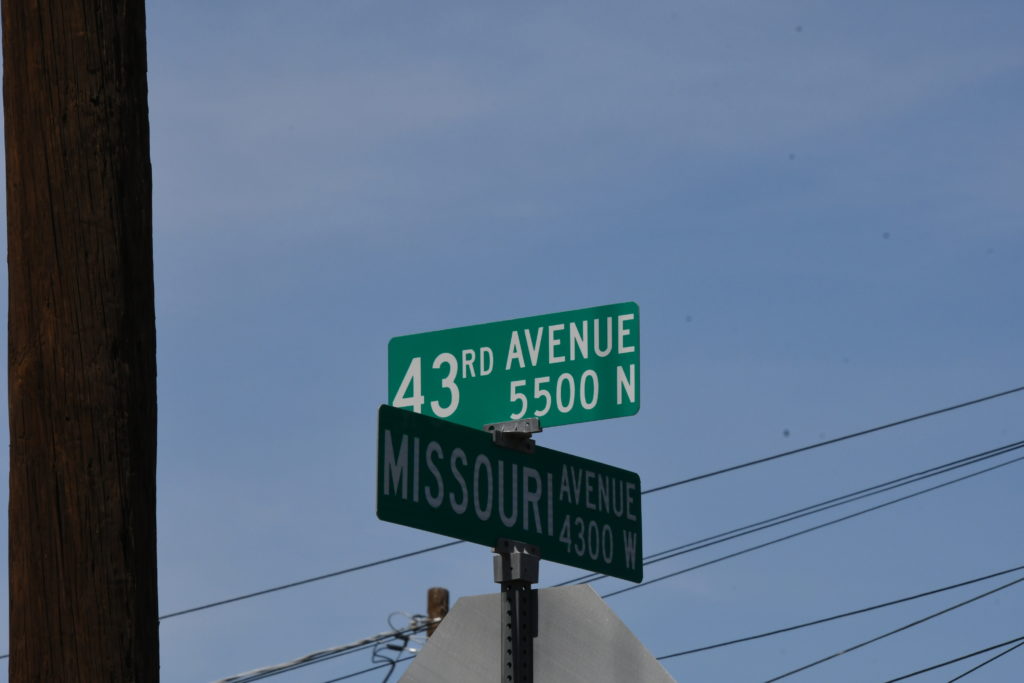 43RD AVENUE
5500 N
MISSOURI AVENUE
4300 W